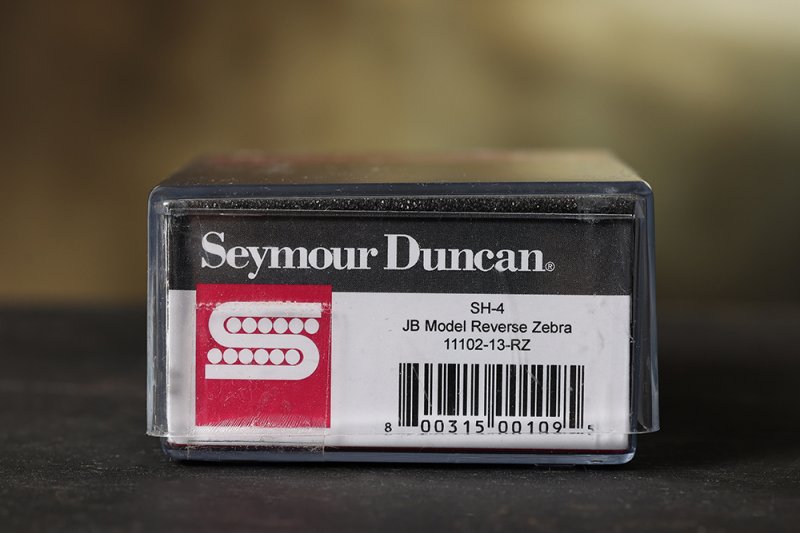 Seymour Duncan®
SH-4
JB Model Reverse Zebra
11102-13-RZ
8 00315 00109 5